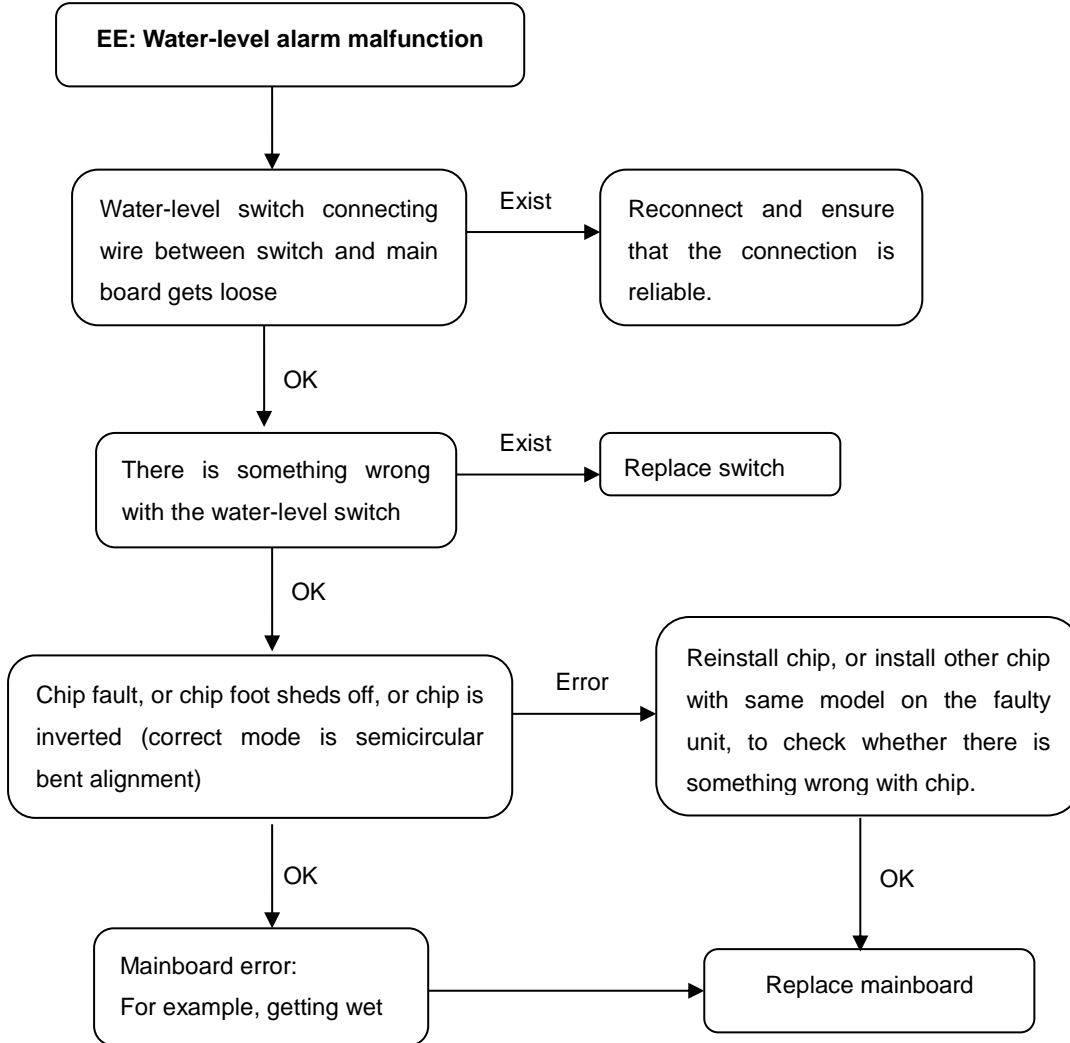 EE: Water-level alarm malfunction
Water-level switch connecting
wire between switch and main
board gets loose
Exist
Reconnect and ensure
that the connection is
reliable.
OK
There is something wrong
with the water-level switch
Exist
Replace switch
OK
Chip fault, or chip foot sheds off, or chip is
inverted (correct mode is semicircular
bent alignment)
Error
Reinstall chip, or install other chip
with same model on the faulty
unit, to check whether there is
something wrong with chip.
OK
OK
Mainboard error:
For example, getting wet
Replace mainboard